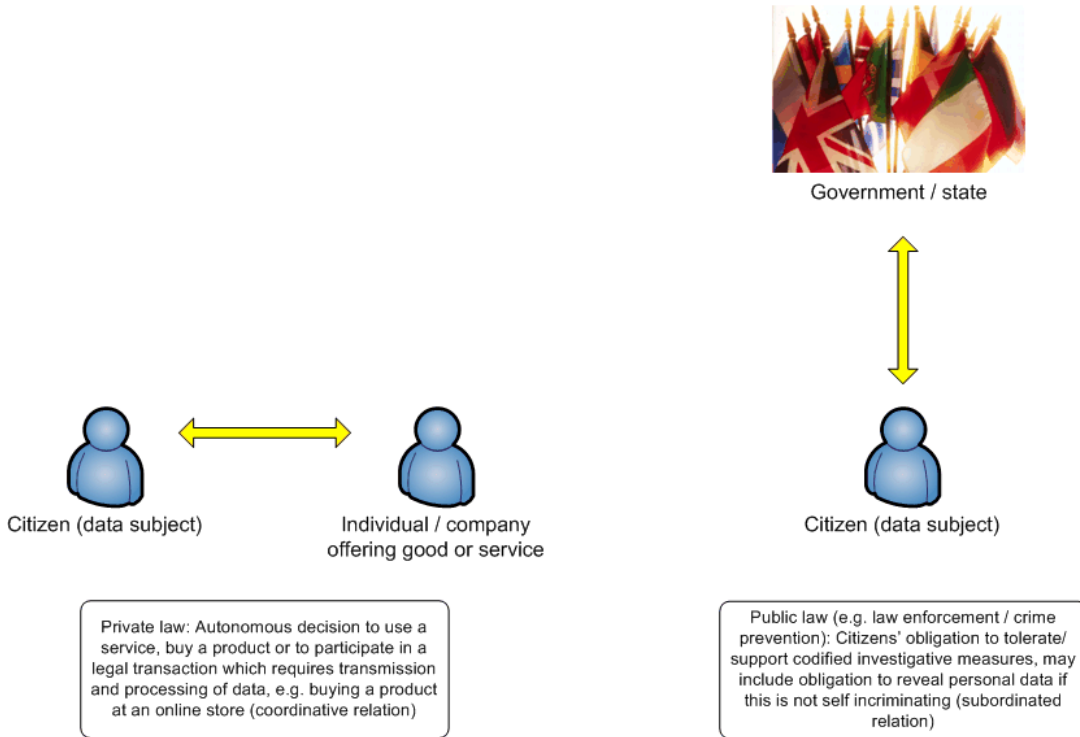 Government / state
Citizen (data subject)
Individual / company
offering good or service
Citizen (data subject)
Private law: Autonomous decision to use a
service, buy a product or to participate in a
legal transaction which requires transmission
and processing of data, e.g. buying a product
at an online store (coordinative relation)
Public law (e.g. law enforcement / crime
prevention): Citizens' obligation to tolerate/
support codified investigative measures, may
include obligation to reveal personal data if
this is not self incriminating (subordinated
relation)